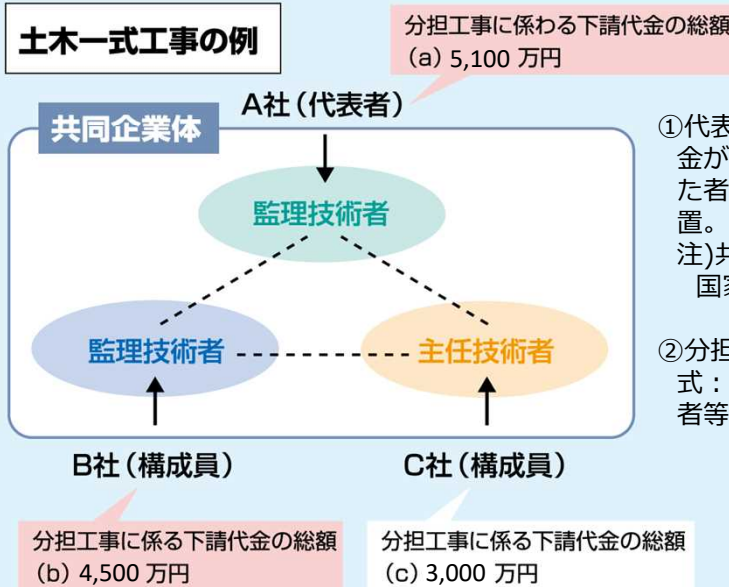 土木一式工事の例
分担工事に係わる下請代金の総額
(a) 5,100 万円
A社(代表者)
共同企業体
監理技術者
監理技術者
主任技術者
B社(構成員)
C社(構成員)
分担工事に係る下請代金の総額
(b) 4,500 万円
分担工事に係る下請代金の総額
(c) 3,000 万円
①代表
金が
た者
置。
注)共
国家
②分担
式:
者等